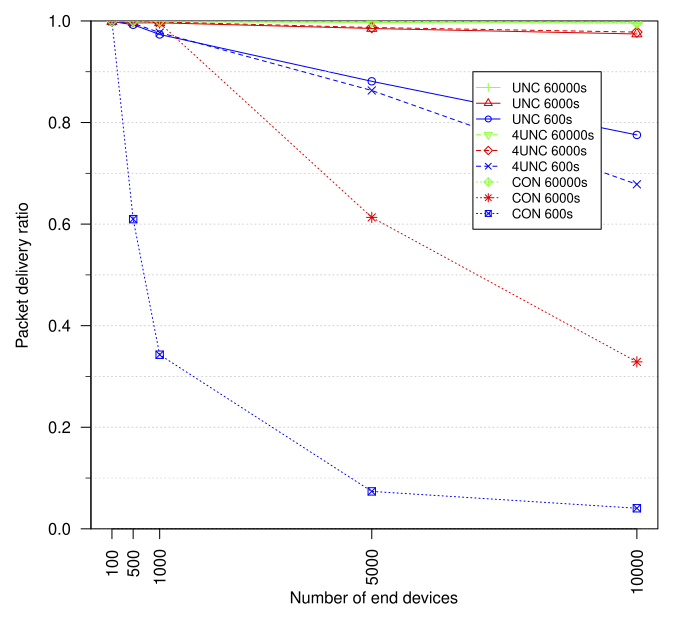 1.0
0.8
0.6
0.4
0.2
0.0
Packet delivery ratio
UNC 60000s
UNC 6000s
UNC 600s
4UNC 60000s
4UNC 6000s
4UNC 600s
CON 60000s
CON 6000s
CON 600s
100
500
1000
5000
10000
Number of end devices